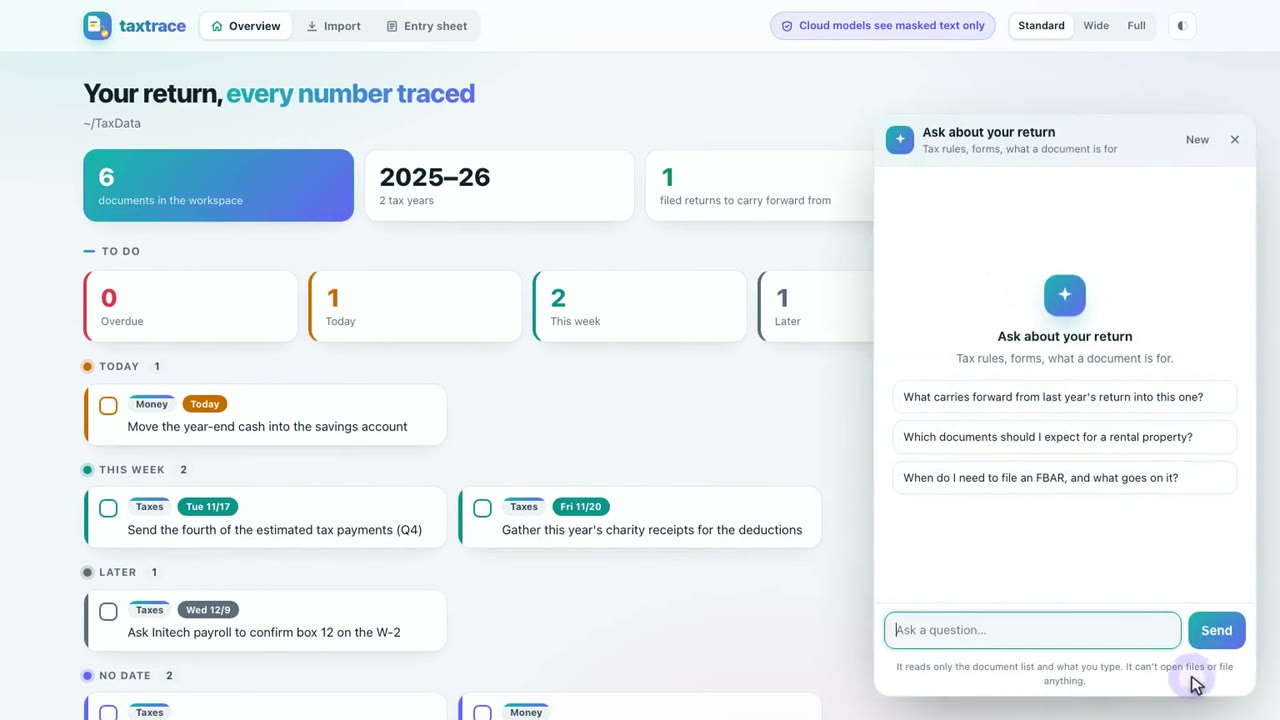 taxtrace
Overview
Import
Entry sheet
Cloud models see masked text only
Standard
Wide
Full
Your return, every number traced
~/TaxData
6
documents in the workspace
2025–26
2 tax years
1
filed returns to carry forward from
TO DO
0
Overdue
1
Today
2
This week
1
Later
TODAY 1
Money Today
Move the year-end cash into the savings account
THIS WEEK 2
Taxes Tue 11/17
Send the fourth of the estimated tax payments (Q4)
Taxes Fri 11/20
Gather this year's charity receipts for the deductions
LATER 1
Taxes Wed 12/9
Ask Initech payroll to confirm box 12 on the W-2
NO DATE 2
Taxes
Money
Ask about your return
Tax rules, forms, what a document is for
New
Ask about your return
Tax rules, forms, what a document is for.
What carries forward from last year's return into this one?
Which documents should I expect for a rental property?
When do I need to file an FBAR, and what goes on it?
Ask a question...
Send
It reads only the document list and what you type. It can't open files or file
anything.